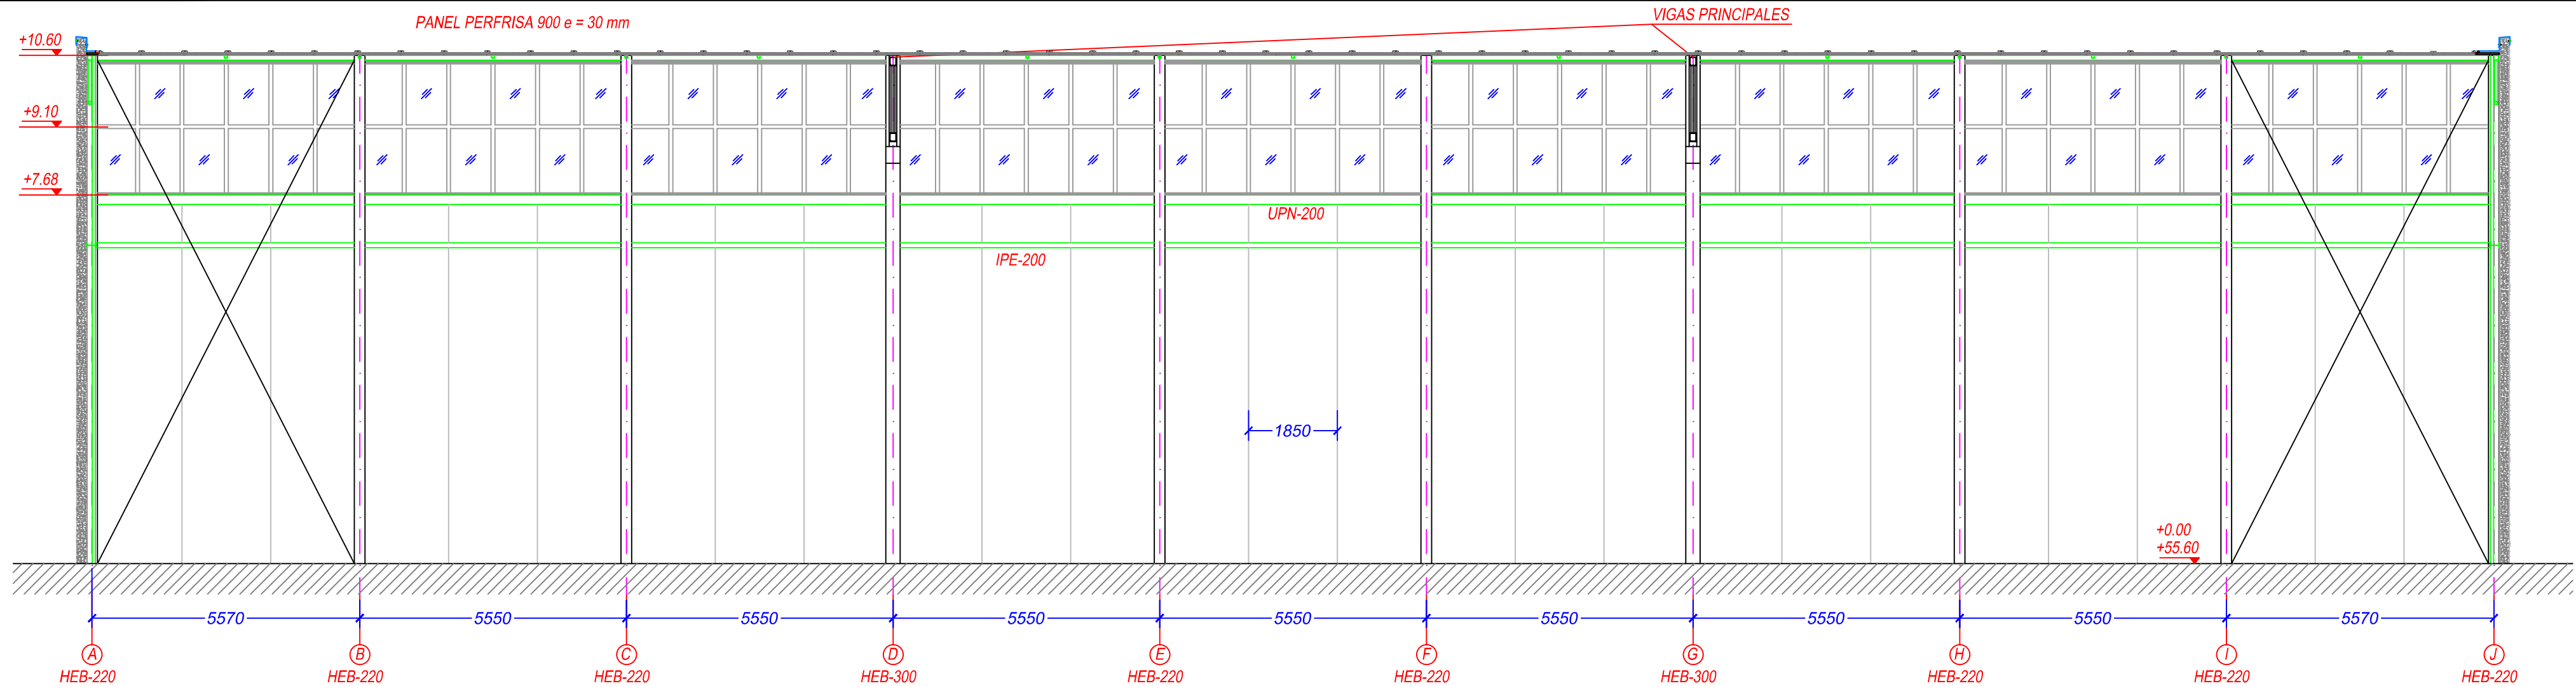 PANEL PERFRISA 900 e = 30 mm
VIGAS PRINCIPALES
+10.60
+9.10
+7.68
UPN-200
IPE-200
1850
+0.00
+55.60
5570 5550 5550 5550 5550 5550 5550 5550 5570
A B C D E F G H I J
HEB-220 HEB-220 HEB-220 HEB-300 HEB-220 HEB-220 HEB-300 HEB-220 HEB-220 HEB-220